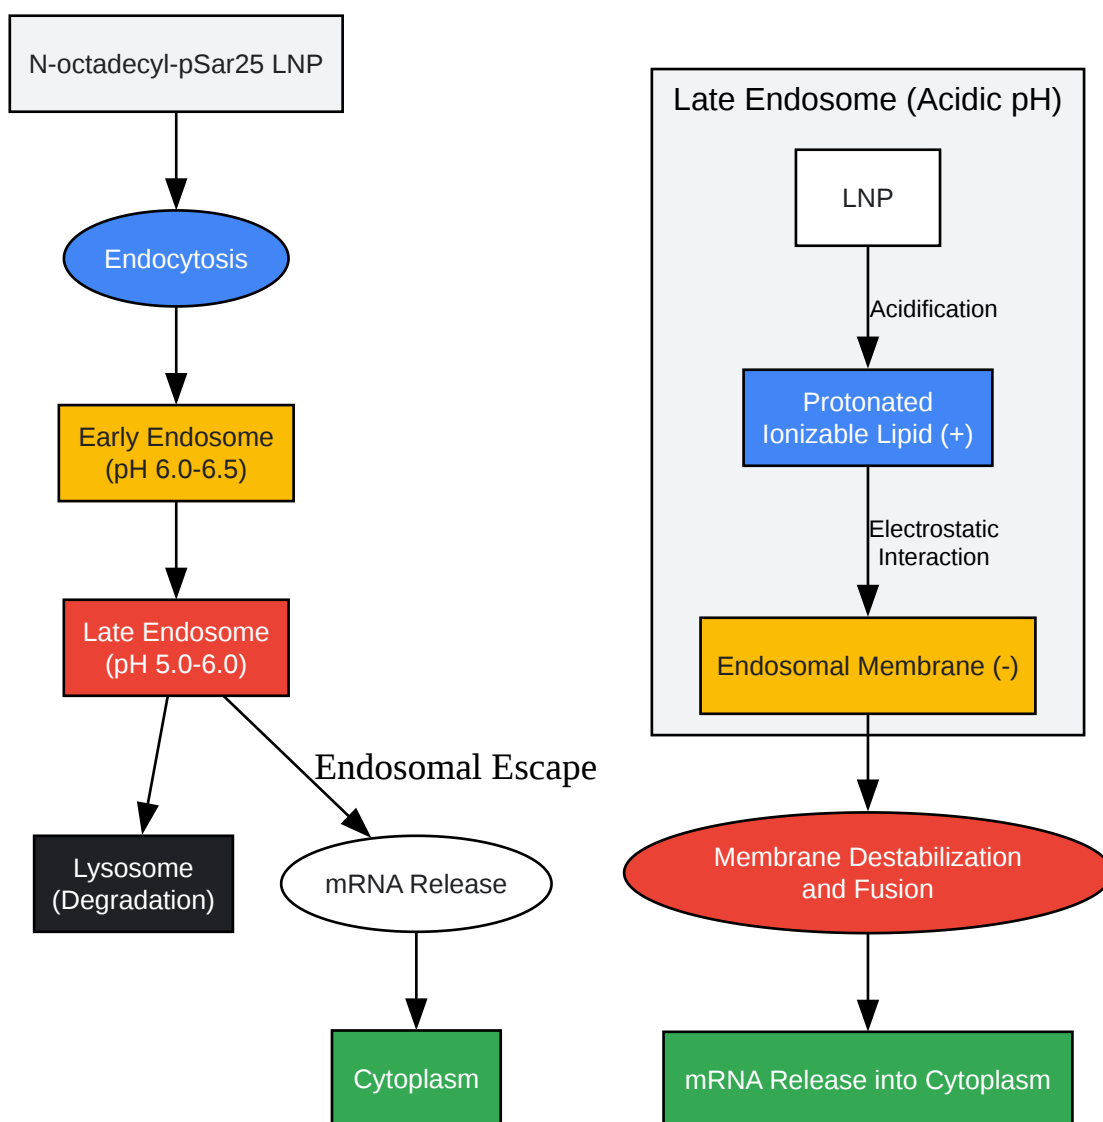 N-octadecyl-pSar25 LNP
Endocytosis
Early Endosome
(pH 6.0-6.5)
Late Endosome
(pH 5.0-6.0)
Endosomal Escape
Lysosome
(Degradation)
mRNA Release
Cytoplasm
Late Endosome (Acidic pH)
LNP
Acidification
Protonated
Ionizable Lipid (+)
Electrostatic
Interaction
Endosomal Membrane (-)
Membrane Destabilization
and Fusion
mRNA Release into Cytoplasm